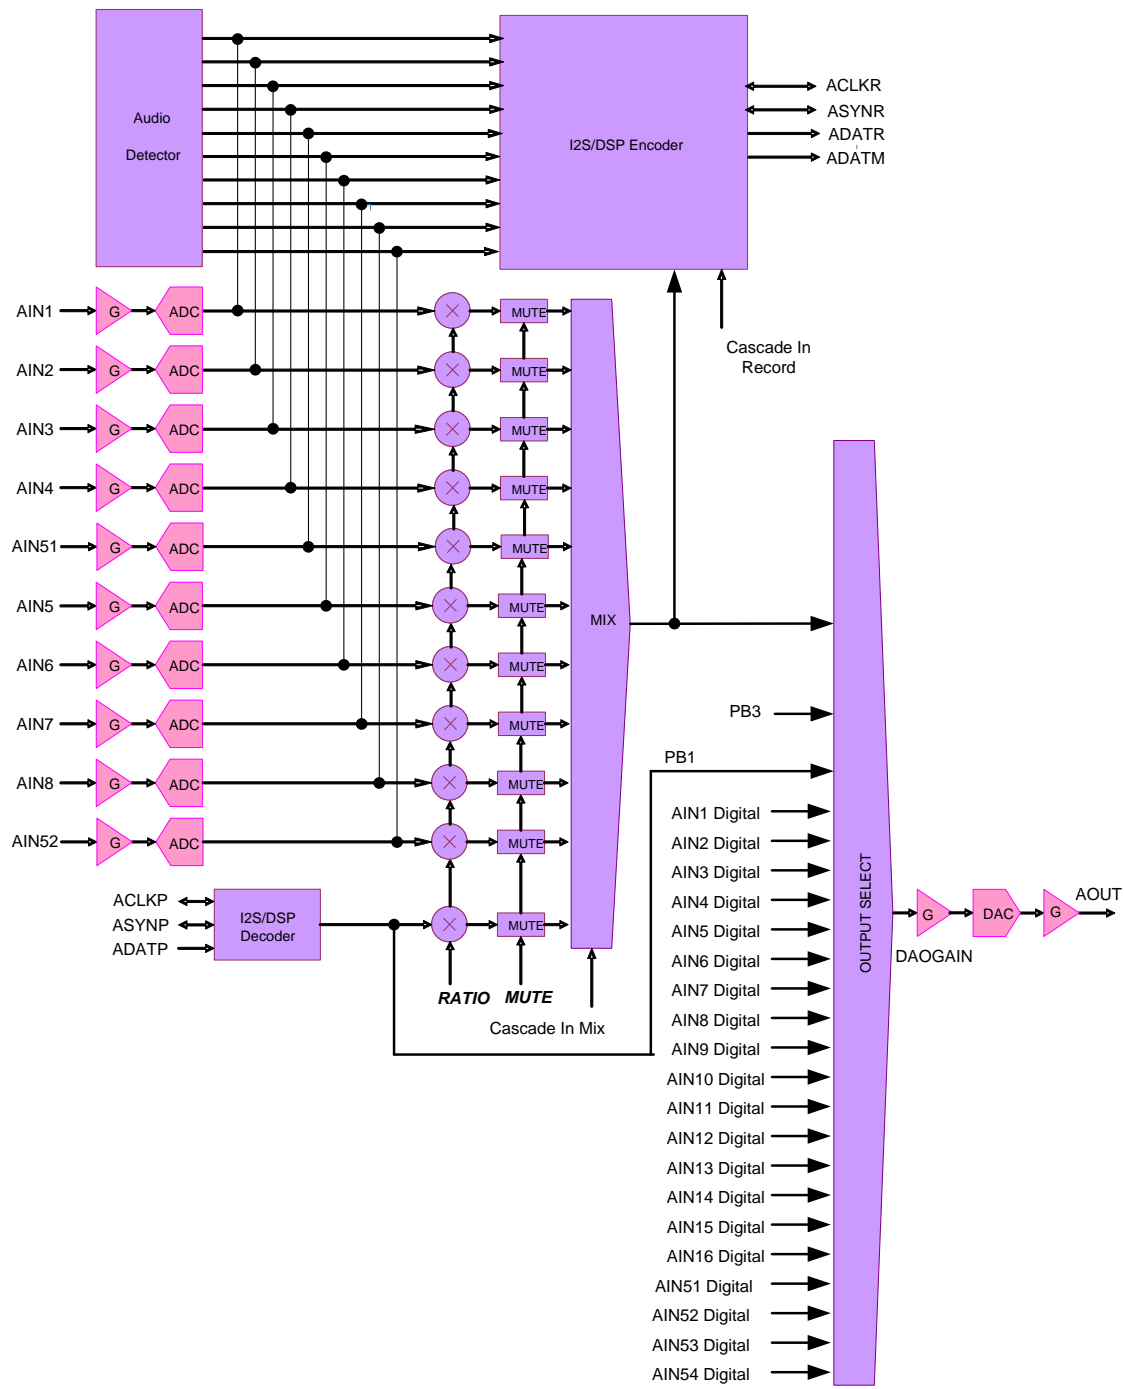 Audio
Detector
I2S/DSP Encoder
ACLKR
ASYNR
ADATR
ADATM
Cascade In
Record
AIN1
G
ADC
MUTE
AIN2
G
ADC
MUTE
AIN3
G
ADC
MUTE
AIN4
G
ADC
MUTE
AIN51
G
ADC
MUTE
AIN5
G
ADC
MUTE
AIN6
G
ADC
MUTE
AIN7
G
ADC
MUTE
AIN8
G
ADC
MUTE
AIN52
G
ADC
MUTE
MIX
ACLKP
ASYNP
ADATP
I2S/DSP
Decoder
MUTE
RATIO
MUTE
Cascade In Mix
PB3
PB1
AIN1 Digital
AIN2 Digital
AIN3 Digital
AIN4 Digital
AIN5 Digital
AIN6 Digital
AIN7 Digital
AIN8 Digital
AIN9 Digital
AIN10 Digital
AIN11 Digital
AIN12 Digital
AIN13 Digital
AIN14 Digital
AIN15 Digital
AIN16 Digital
AIN51 Digital
AIN52 Digital
AIN53 Digital
AIN54 Digital
OUTPUT SELECT
G
DAOGAIN
DAC
G
AOUT